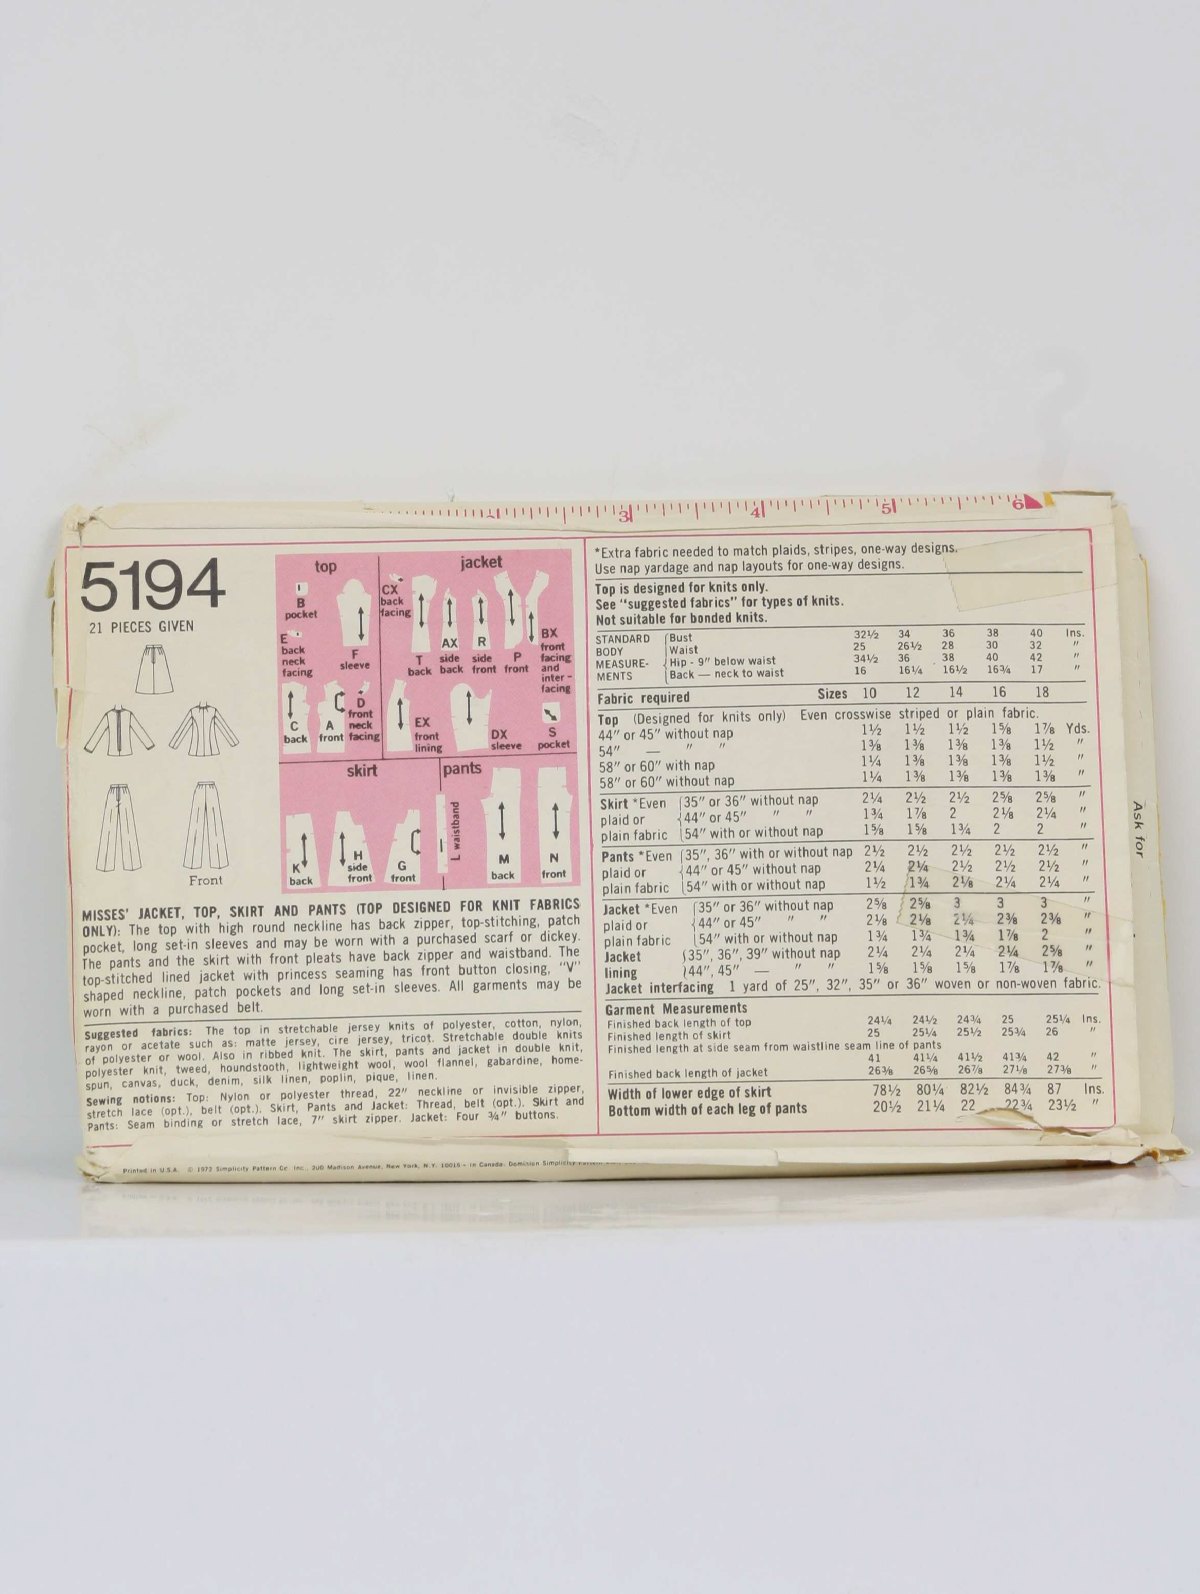 3
4
5
6
5194
21 PIECES GIVEN
Front
top
jacket
B
pocket
E
back
neck
facing
F
sleeve
C
back
A
front
D
front
neck
facing
CX
back
facing
T
back
AX
side
back
R
side
front
P
front
BX
front
facing
and
inter-
facing
EX
front
lining
DX
sleeve
S
pocket
skirt
pants
K
back
H
side
front
G
front
L waistband
M
back
N
front
MISSES' JACKET, TOP, SKIRT AND PANTS (TOP DESIGNED FOR KNIT FABRICS
ONLY): The top with high round neckline has back zipper, top-stitching, patch
pocket, long set-in sleeves and may be worn with a purchased scarf or dickey.
The pants and the skirt with front pleats have back zipper and waistband. The
top-stitched lined jacket with princess seaming has front button closing, "V"
shaped neckline, patch pockets and long set-in sleeves. All garments may be
worn with a purchased belt.
Suggested fabrics: The top in stretchable jersey knits of polyester, cotton, nylon,
rayon or acetate such as: matte jersey, cire jersey, tricot. Stretchable double knits
of polyester or wool. Also in ribbed knit. The skirt, pants and jacket in double knit,
polyester knit, tweed, houndstooth, lightweight wool, wool flannel, gabardine, home-
spun, canvas, duck, denim, silk linen, poplin, pique, linen.
Sewing notions: Top: Nylon or polyester thread, 22" neckline or invisible zipper,
stretch lace (opt.), belt (opt.). Skirt, Pants and Jacket: Thread, belt (opt.). Skirt and
Pants: Seam binding or stretch lace, 7" skirt zipper. Jacket: Four ¾" buttons.
*Extra fabric needed to match plaids, stripes, one-way designs.
Use nap yardage and nap layouts for one-way designs.
Top is designed for knits only.
See "suggested fabrics" for types of knits.
Not suitable for bonded knits.
STANDARD Bust 32½ 34 36 38 40 Ins.
BODY Waist 25 26½ 28 30 32 "
MEASURE- Hip - 9" below waist 34½ 36 38 40 42 "
MENTS Back — neck to waist 16 16¼ 16½ 16¾ 17 "
Fabric required Sizes 10 12 14 16 18
Top (Designed for knits only) Even crosswise striped or plain fabric.
44" or 45" without nap 1½ 1½ 1½ 1⅝ 1⅞ Yds.
54" — " " 1⅜ 1⅜ 1⅜ 1⅜ 1½ "
58" or 60" with nap 1¼ 1⅜ 1⅜ 1⅜ 1½ "
58" or 60" without nap 1¼ 1⅜ 1⅜ 1⅜ 1⅜ "
Skirt *Even 35" or 36" without nap 2¼ 2½ 2½ 2⅝ 2⅝ "
plaid or 44" or 45" " " 1¾ 1⅞ 2 2⅛ 2¼ "
plain fabric 54" with or without nap 1⅝ 1⅝ 1¾ 2 2 "
Pants *Even 35", 36" with or without nap 2½ 2½ 2½ 2½ 2½ "
plaid or 44" or 45" without nap 2¼ 2¼ 2½ 2½ 2½ "
plain fabric 54" with or without nap 1½ 1¾ 2⅛ 2¼ 2¼ "
Jacket *Even 35" or 36" without nap 2⅝ 2⅝ 3 3 3 "
plaid or 44" or 45" " " 2⅛ 2⅛ 2¼ 2⅜ 2⅜ "
plain fabric 54" with or without nap 1¾ 1¾ 1¾ 1⅞ 2 "
Jacket 35", 36", 39" without nap 2¼ 2¼ 2¼ 2¼ 2⅝ "
lining 44", 45" — " " 1⅝ 1⅝ 1⅝ 1⅞ 1⅞ "
Jacket interfacing 1 yard of 25", 32", 35" or 36" woven or non-woven fabric.
Garment Measurements
Finished back length of top 24¼ 24½ 24¾ 25 25¼ Ins.
Finished length of skirt 25 25¼ 25½ 25¾ 26 "
Finished length at side seam from waistline seam line of pants
41 41¼ 41½ 41¾ 42 "
Finished back length of jacket 26⅜ 26⅝ 26⅞ 27⅛ 27⅜ "
Width of lower edge of skirt 78½ 80¼ 82½ 84¾ 87 Ins.
Bottom width of each leg of pants 20½ 21¼ 22 22¾ 23½ "
Printed in U.S.A. © 1972 Simplicity Pattern Co. Inc., 200 Madison Avenue, New York, N.Y. 10016 - In Canada: Dominion Simplicity
Ask for